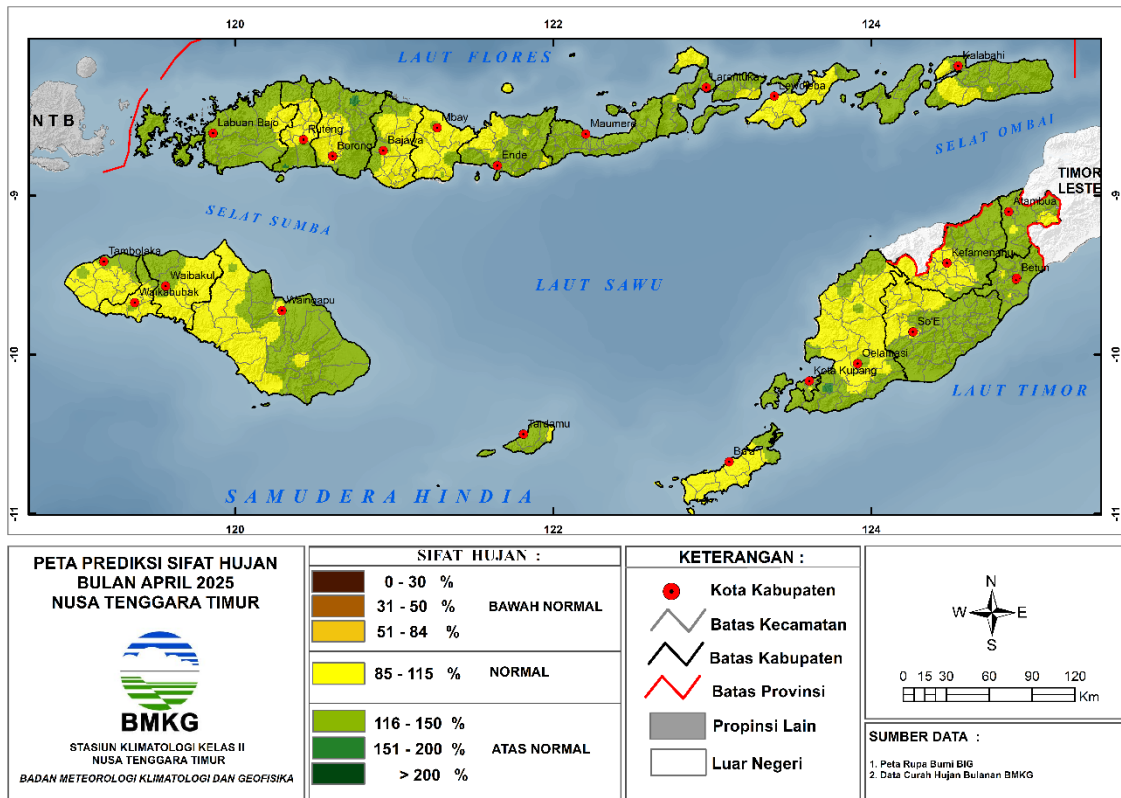 120
122
124
LAUT FLORES
Kalabahi
Larantuka
Lewoleba
NTB
Labuan Bajo
Ruteng
Borong
Bajawa
Mbay
Maumere
Ende
SELAT OMBAI
TIMOR
LESTE
-9
-9
SELAT SUMBA
Atambua
Tambolaka
Waibakul
Waikabubak
Waingapu
Kefamenanu
Betun
LAUT SAWU
So'E
-10
-10
Oelamasi
Kota Kupang
LAUT TIMOR
Tardamu
Ba'a
SAMUDERA HINDIA
-11
-11
120
122
124
PETA PREDIKSI SIFAT HUJAN
BULAN APRIL 2025
NUSA TENGGARA TIMUR
BMKG
STASIUN KLIMATOLOGI KELAS II
NUSA TENGGARA TIMUR
BADAN METEOROLOGI KLIMATOLOGI DAN GEOFISIKA
SIFAT HUJAN :
0 - 30 %
31 - 50 % BAWAH NORMAL
51 - 84 %
85 - 115 % NORMAL
116 - 150 %
151 - 200 % ATAS NORMAL
> 200 %
KETERANGAN :
Kota Kabupaten
Batas Kecamatan
Batas Kabupaten
Batas Provinsi
Propinsi Lain
Luar Negeri
N
W E
S
0 15 30 60 90 120
Km
SUMBER DATA :
1. Peta Rupa Bumi BIG
2. Data Curah Hujan Bulanan BMKG